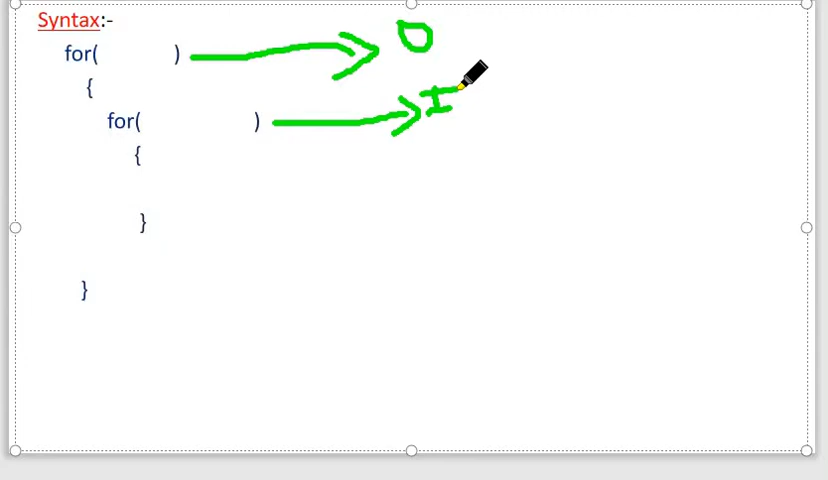 Syntax:-
for( ) O
{
for( ) I
{
}
}